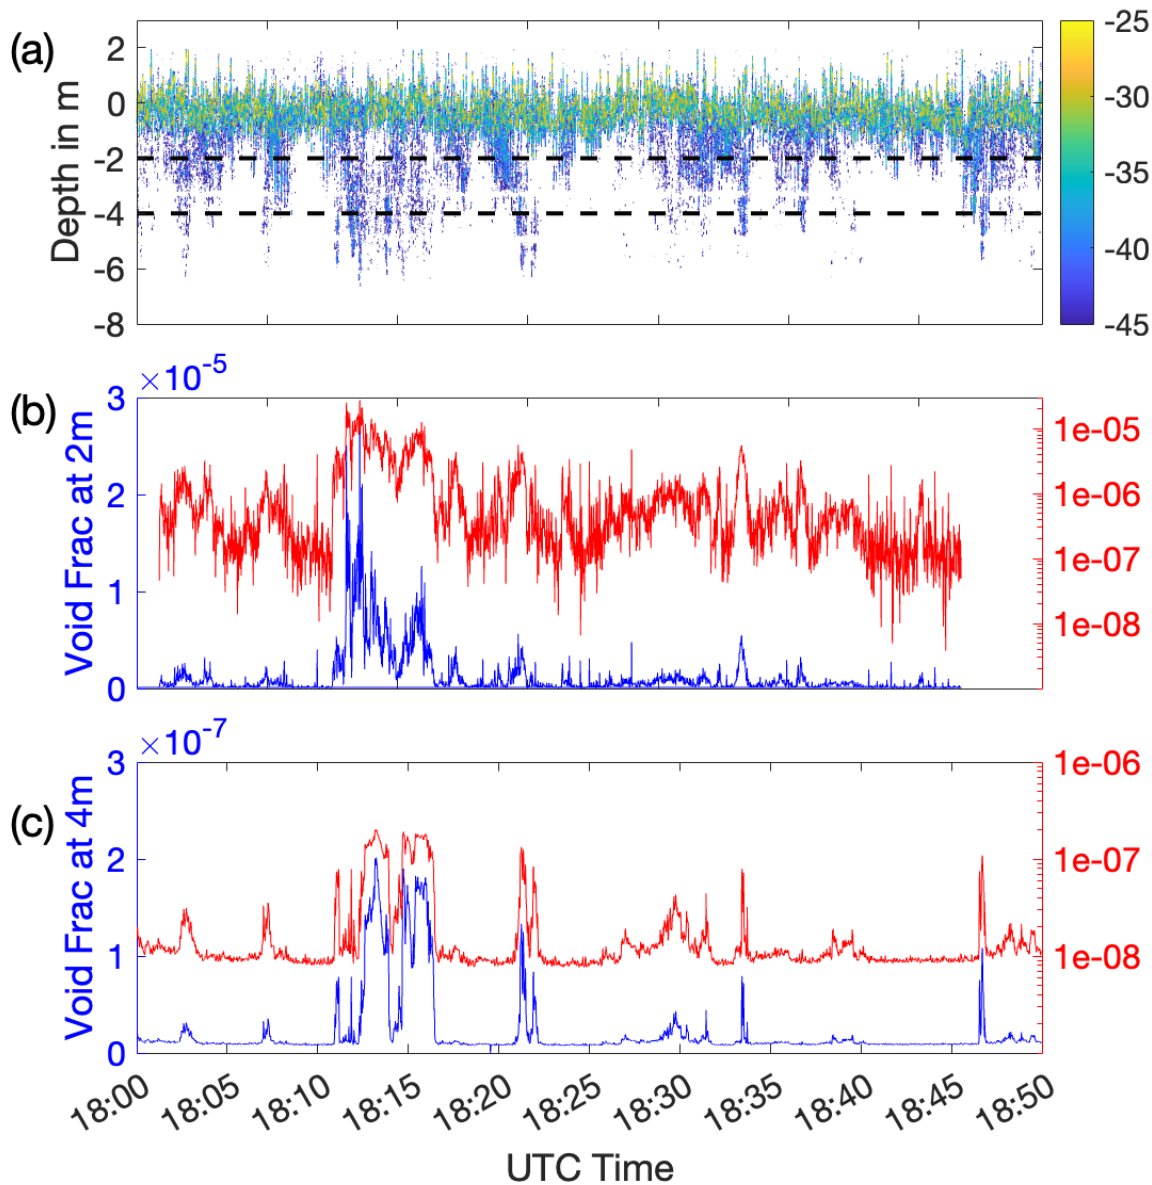 (a)
Depth in m
2
0
-2
-4
-6
-8
-25
-30
-35
-40
-45
(b)
Void Frac at 2m
×10-5
3
2
1
0
1e-05
1e-06
1e-07
1e-08
(c)
Void Frac at 4m
×10-7
3
2
1
0
1e-06
1e-07
1e-08
18:00
18:05
18:10
18:15
18:20
18:25
18:30
18:35
18:40
18:45
18:50
UTC Time